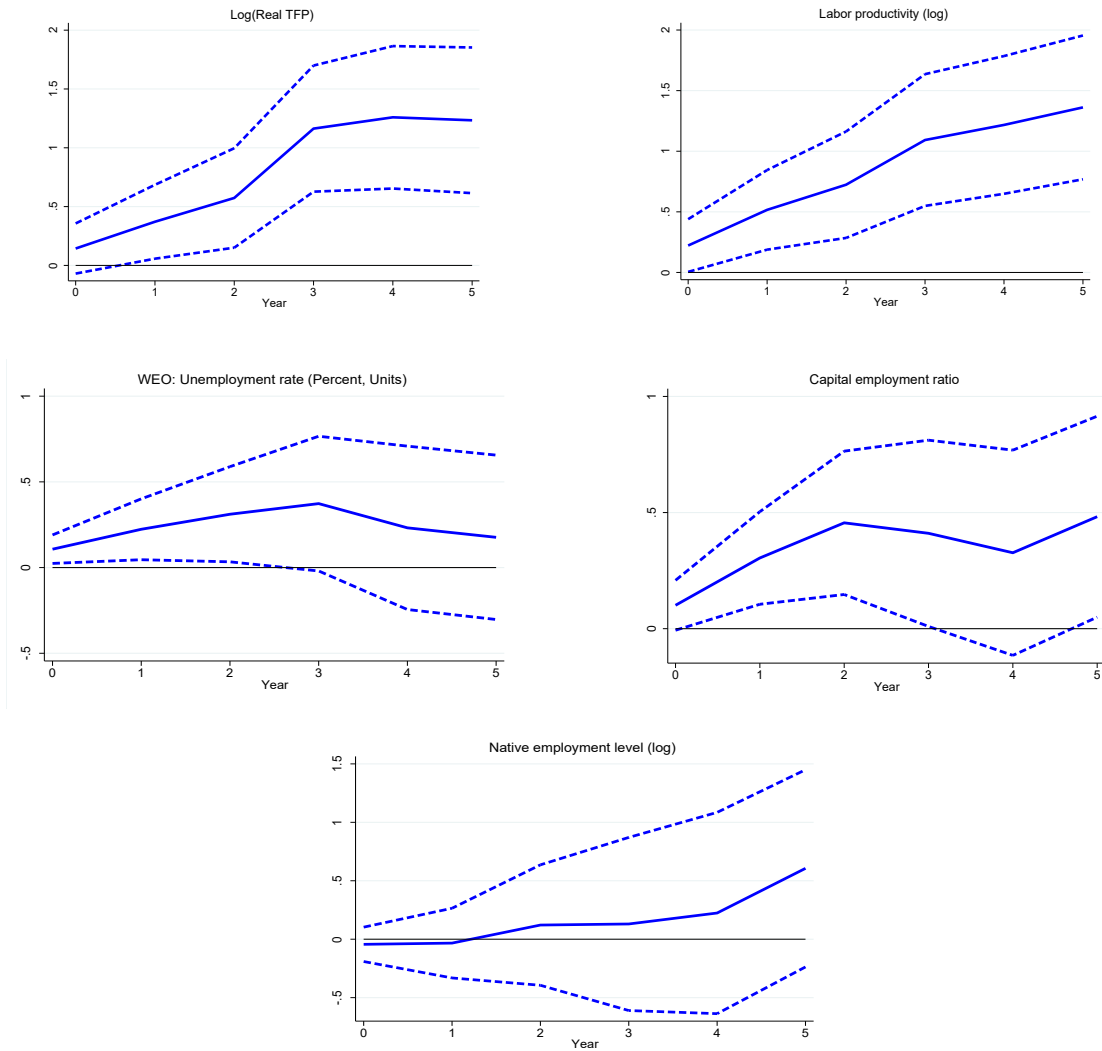 Log(Real TFP)
2
1.5
1
.5
0
0 1 2 3 4 5
Year
Labor productivity (log)
2
1.5
1
.5
0
0 1 2 3 4 5
Year
WEO: Unemployment rate (Percent, Units)
1
.5
0
-.5
0 1 2 3 4 5
Year
Capital employment ratio
1
.5
0
0 1 2 3 4 5
Year
Native employment level (log)
1.5
1
.5
0
-.5
0 1 2 3 4 5
Year